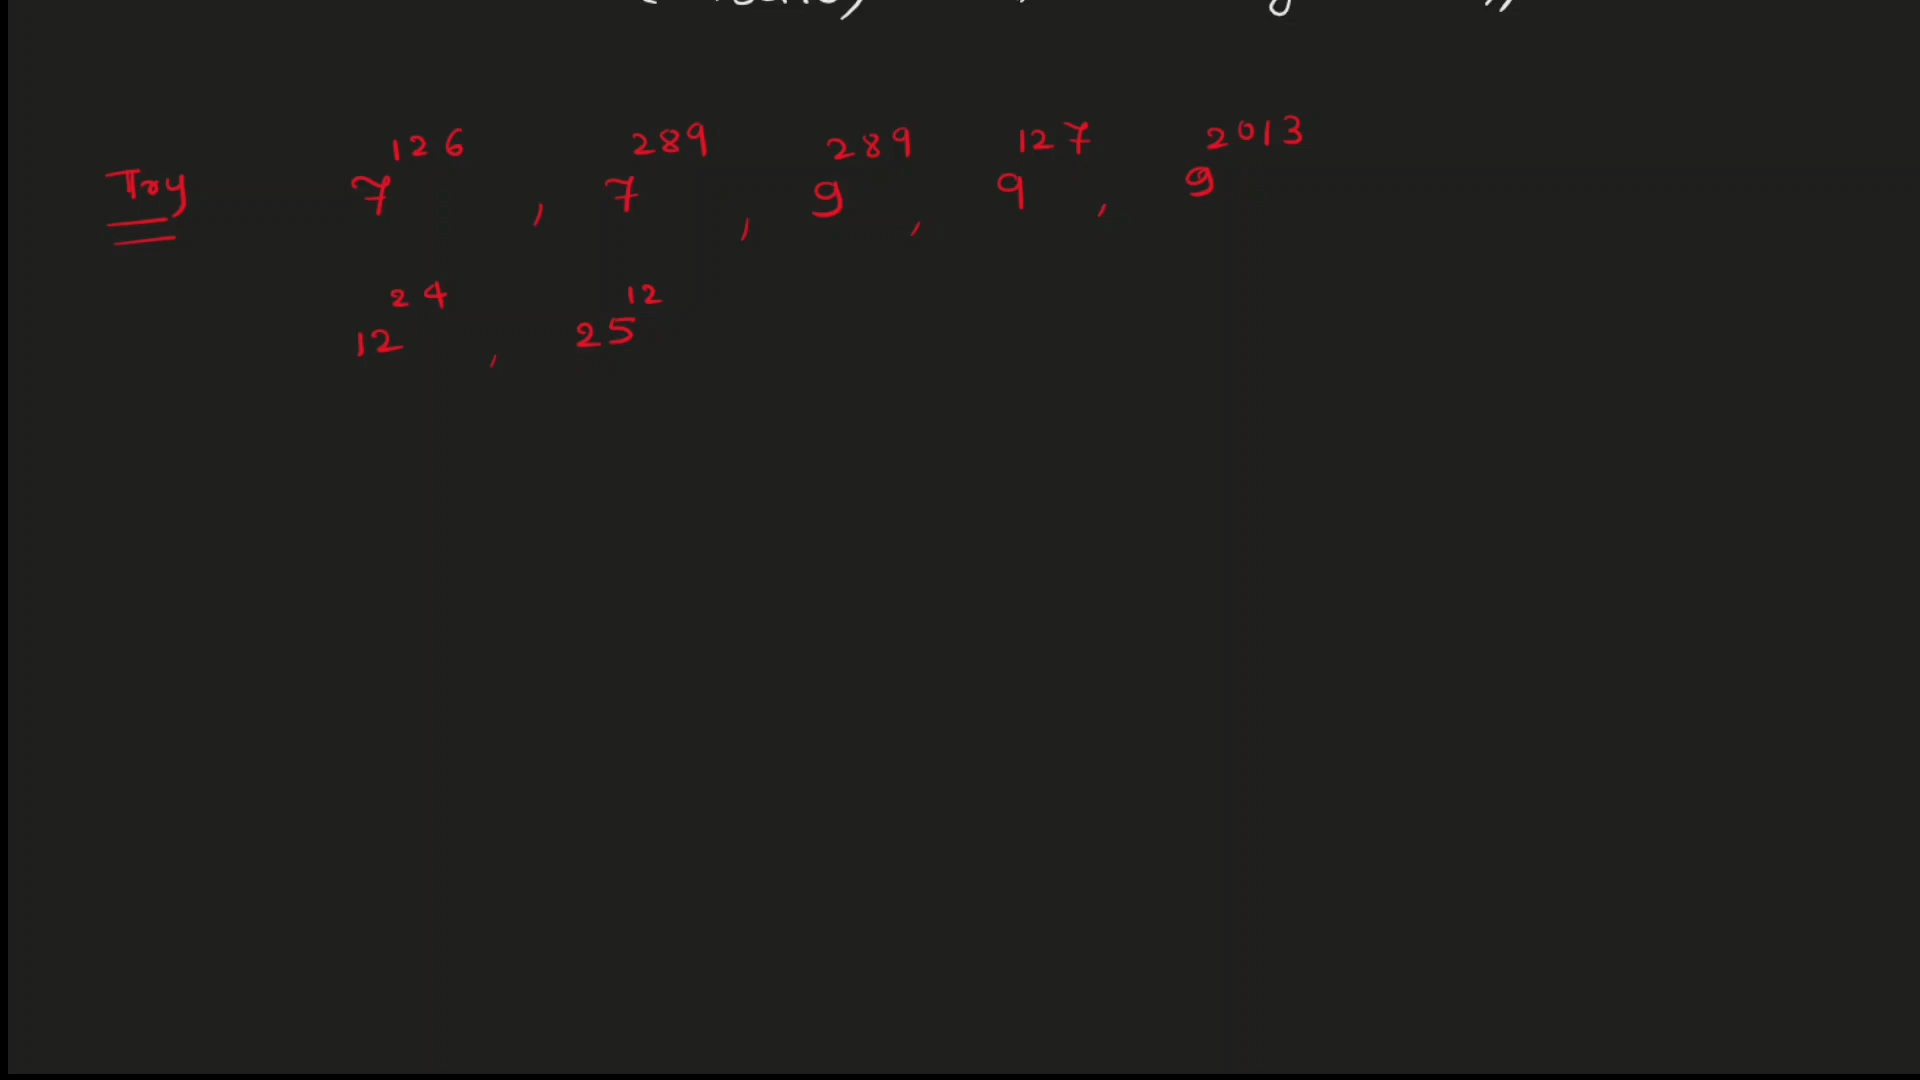 Try 7^126 , 7^289 , 9^289 , 9^127 , 9^2013
12^24 , 25^12